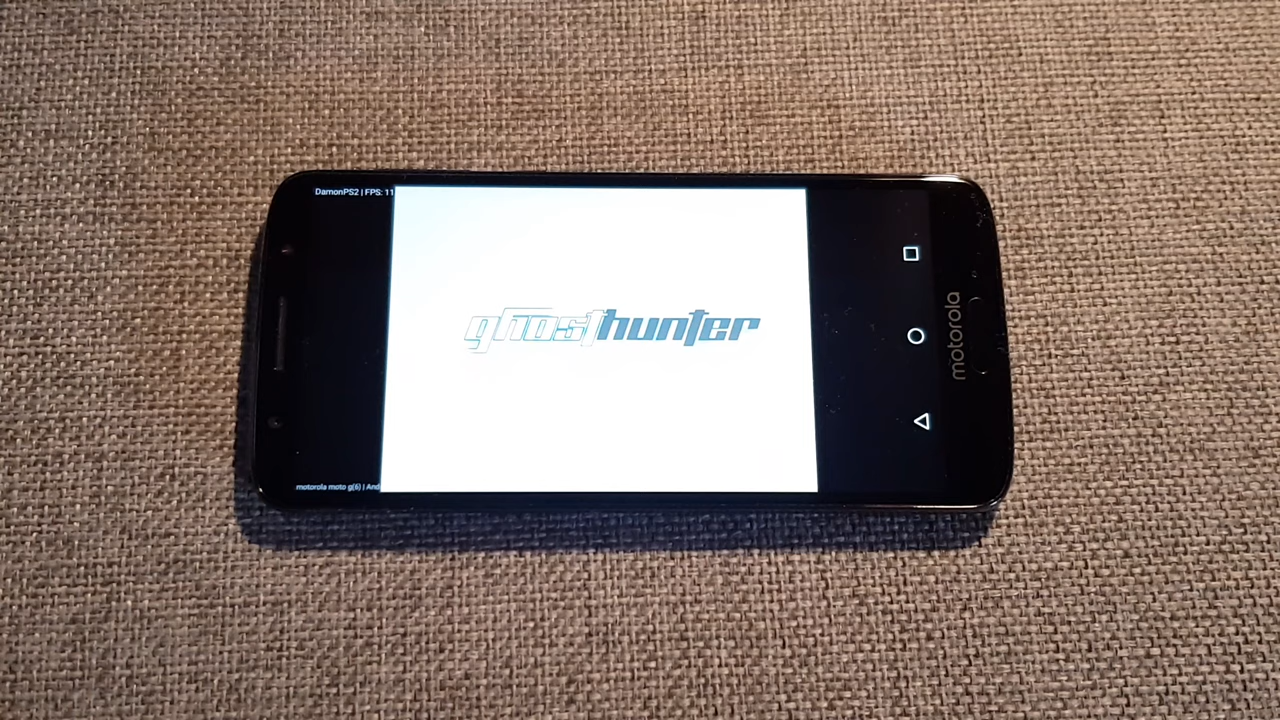 DamonPS2 | FPS: 11
ghosthunter
motorola
motorola moto g(6) | And